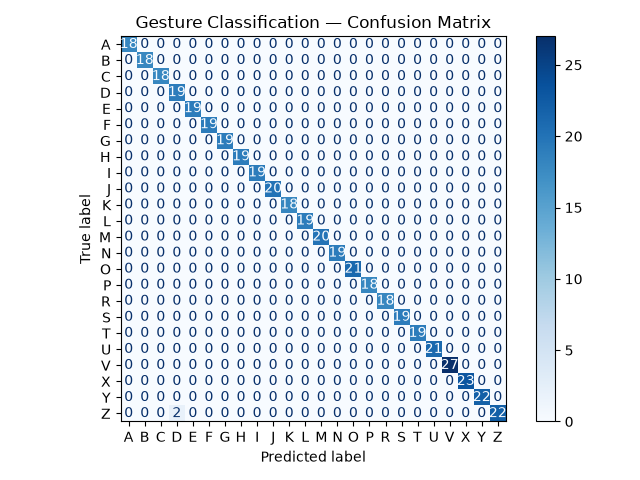 Gesture Classification — Confusion Matrix
True label
A 18 0 0 0 0 0 0 0 0 0 0 0 0 0 0 0 0 0 0 0 0 0 0 0
B 0 18 0 0 0 0 0 0 0 0 0 0 0 0 0 0 0 0 0 0 0 0 0 0
C 0 0 18 0 0 0 0 0 0 0 0 0 0 0 0 0 0 0 0 0 0 0 0 0
D 0 0 0 19 0 0 0 0 0 0 0 0 0 0 0 0 0 0 0 0 0 0 0 0
E 0 0 0 0 19 0 0 0 0 0 0 0 0 0 0 0 0 0 0 0 0 0 0 0
F 0 0 0 0 0 19 0 0 0 0 0 0 0 0 0 0 0 0 0 0 0 0 0 0
G 0 0 0 0 0 0 19 0 0 0 0 0 0 0 0 0 0 0 0 0 0 0 0 0
H 0 0 0 0 0 0 0 19 0 0 0 0 0 0 0 0 0 0 0 0 0 0 0 0
I 0 0 0 0 0 0 0 0 19 0 0 0 0 0 0 0 0 0 0 0 0 0 0 0
J 0 0 0 0 0 0 0 0 0 20 0 0 0 0 0 0 0 0 0 0 0 0 0 0
K 0 0 0 0 0 0 0 0 0 0 18 0 0 0 0 0 0 0 0 0 0 0 0 0
L 0 0 0 0 0 0 0 0 0 0 0 19 0 0 0 0 0 0 0 0 0 0 0 0
M 0 0 0 0 0 0 0 0 0 0 0 0 20 0 0 0 0 0 0 0 0 0 0 0
N 0 0 0 0 0 0 0 0 0 0 0 0 0 19 0 0 0 0 0 0 0 0 0 0
O 0 0 0 0 0 0 0 0 0 0 0 0 0 0 21 0 0 0 0 0 0 0 0 0
P 0 0 0 0 0 0 0 0 0 0 0 0 0 0 0 18 0 0 0 0 0 0 0 0
R 0 0 0 0 0 0 0 0 0 0 0 0 0 0 0 0 18 0 0 0 0 0 0 0
S 0 0 0 0 0 0 0 0 0 0 0 0 0 0 0 0 0 19 0 0 0 0 0 0
T 0 0 0 0 0 0 0 0 0 0 0 0 0 0 0 0 0 0 19 0 0 0 0 0
U 0 0 0 0 0 0 0 0 0 0 0 0 0 0 0 0 0 0 0 21 0 0 0 0
V 0 0 0 0 0 0 0 0 0 0 0 0 0 0 0 0 0 0 0 0 27 0 0 0
X 0 0 0 0 0 0 0 0 0 0 0 0 0 0 0 0 0 0 0 0 0 23 0 0
Y 0 0 0 0 0 0 0 0 0 0 0 0 0 0 0 0 0 0 0 0 0 0 22 0
Z 0 0 0 2 0 0 0 0 0 0 0 0 0 0 0 0 0 0 0 0 0 0 0 22
A B C D E F G H I J K L M N O P R S T U V X Y Z
Predicted label
25
20
15
10
5
0